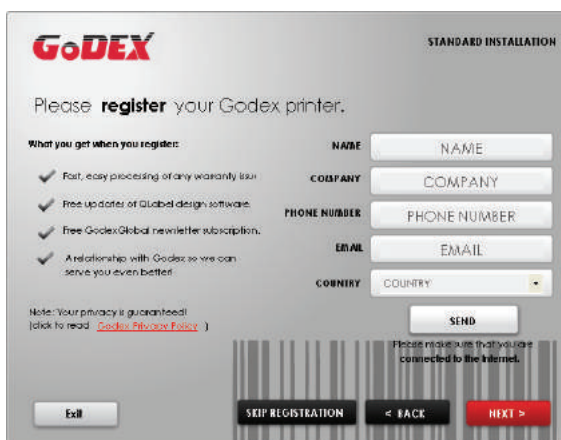 GoDEX
STANDARD INSTALLATION
Please register your Godex printer.
What you get when you register:
Fast, easy processing of any warranty issu
Free updates of QLabel design software.
Free GodexGlobal newsletter subscription.
A relationship with Godex so we can
serve you even better!
Note: Your privacy is guaranteed!
(click to read Godex Privacy Policy )
NAME
NAME
COMPANY
COMPANY
PHONE NUMBER
PHONE NUMBER
EMAIL
EMAIL
COUNTRY
COUNTRY
SEND
Please make sure that you are
connected to the Internet.
Exit
SKIP REGISTRATION
< BACK
NEXT >